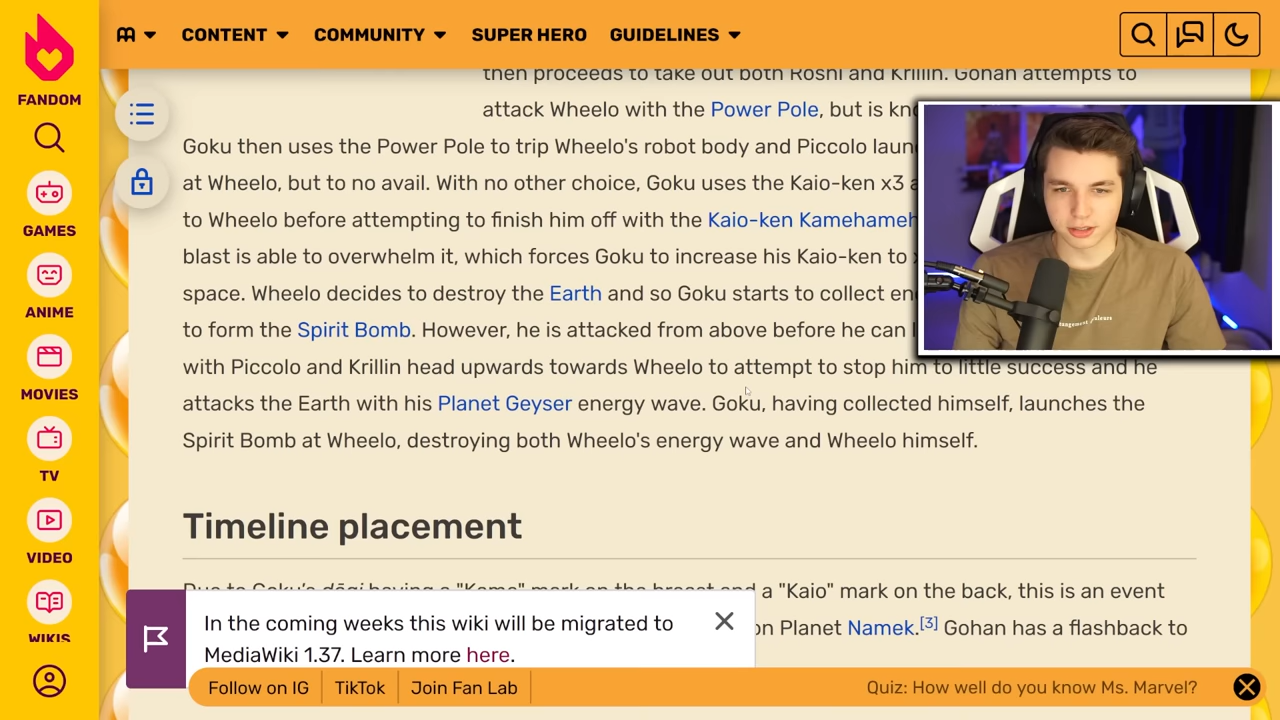 FANDOM
GAMES
ANIME
MOVIES
TV
VIDEO
WIKIS
CONTENT
COMMUNITY
SUPER HERO
GUIDELINES
then proceeds to take out both Roshi and Krillin. Gohan attempts to
attack Wheelo with the Power Pole, but is
Goku then uses the Power Pole to trip Wheelo's robot body and Piccolo
at Wheelo, but to no avail. With no other choice, Goku uses the Kaio-ken x3
to Wheelo before attempting to finish him off with the Kaio-ken
blast is able to overwhelm it, which forces Goku to increase his Kaio-ken to
space. Wheelo decides to destroy the Earth and so Goku starts to collect
to form the Spirit Bomb. However, he is attacked from above before he can
with Piccolo and Krillin head upwards towards Wheelo to attempt to stop him to little success and he
attacks the Earth with his Planet Geyser energy wave. Goku, having collected himself, launches the
Spirit Bomb at Wheelo, destroying both Wheelo's energy wave and Wheelo himself.
Timeline placement
Due to Goku's dōgi having a "Kame" mark on the breast and a "Kaio" mark on the back, this is an event
on Planet Namek.[3] Gohan has a flashback to
In the coming weeks this wiki will be migrated to
MediaWiki 1.37. Learn more here.
Follow on IG
TikTok
Join Fan Lab
Quiz: How well do you know Ms. Marvel?